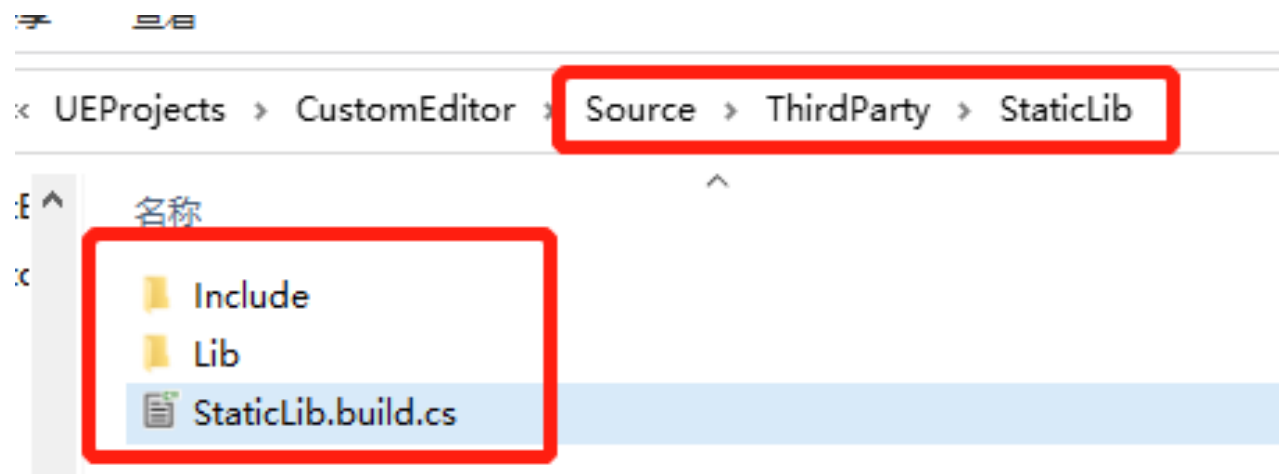 « UEProjects › CustomEditor › Source › ThirdParty › StaticLib
名称
Include
Lib
StaticLib.build.cs